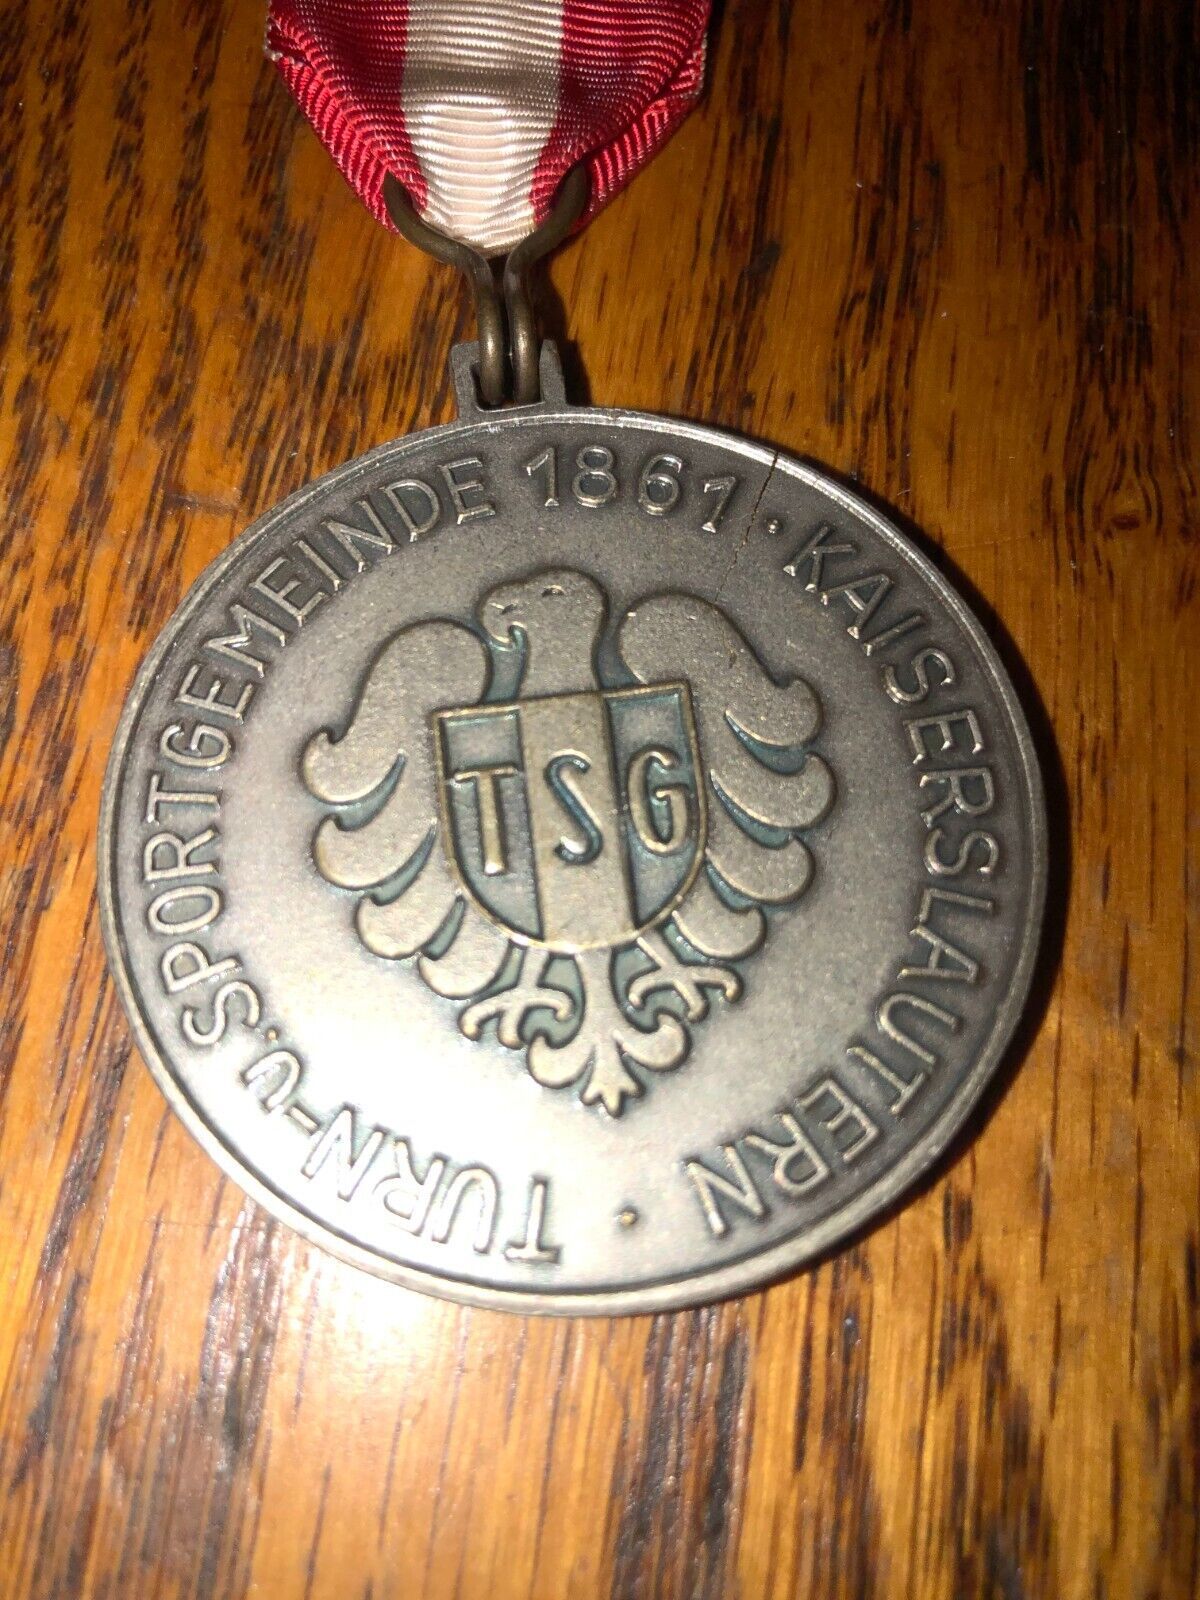 TURN-u.SPORTGEMEINDE 1861 · KAISERSLAUTERN ·
TSG